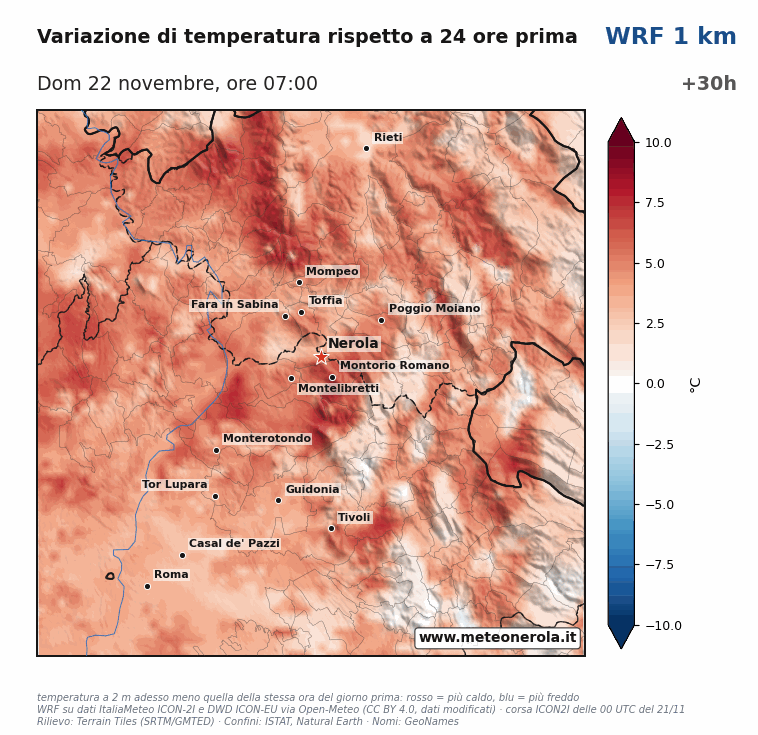 Variazione di temperatura rispetto a 24 ore prima
WRF 1 km
Dom 22 novembre, ore 07:00
+30h
Rieti
Mompeo
Fara in Sabina
Toffia
Poggio Moiano
Nerola
Montorio Romano
Montelibretti
Monterotondo
Tor Lupara
Guidonia
Tivoli
Casal de' Pazzi
Roma
www.meteonerola.it
10.0
7.5
5.0
2.5
0.0
−2.5
−5.0
−7.5
−10.0
°C
temperatura a 2 m adesso meno quella della stessa ora del giorno prima: rosso = più caldo, blu = più freddo
WRF su dati ItaliaMeteo ICON-2I e DWD ICON-EU via Open-Meteo (CC BY 4.0, dati modificati) · corsa ICON2I delle 00 UTC del 21/11
Rilievo: Terrain Tiles (SRTM/GMTED) · Confini: ISTAT, Natural Earth · Nomi: GeoNames